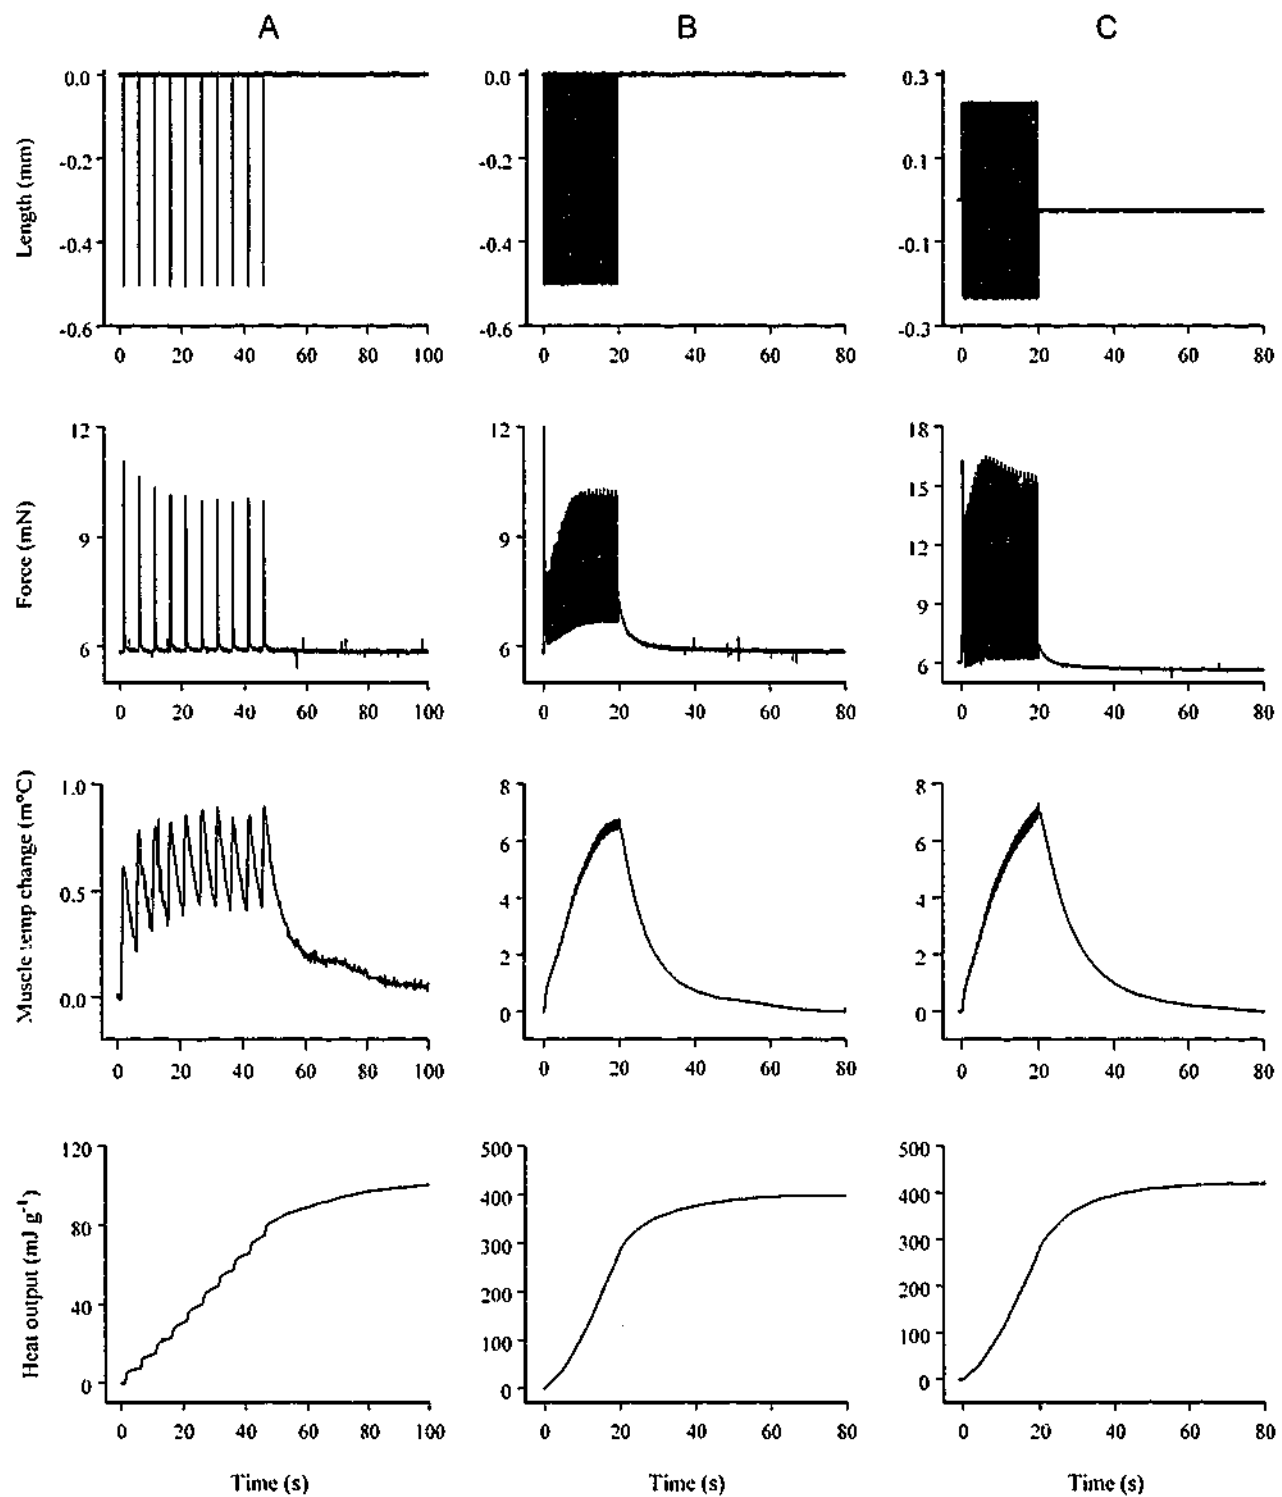 A B C
Length (mm)
0.0 -0.2 -0.4 -0.6
0 20 40 60 80 100
0.0 -0.2 -0.4 -0.6
0 20 40 60 80
0.3 0.1 -0.1 -0.3
0 20 40 60 80
Force (mN)
12 9 6
0 20 40 60 80 100
12 9 6
0 20 40 60 80
18 15 12 9 6
0 20 40 60 80
Muscle temp change (m°C)
1.0 0.5 0.0
0 20 40 60 80 100
8 6 4 2 0
0 20 40 60 80
8 6 4 2 0
0 20 40 60 80
Heat output (mJ g-1)
120 80 40 0
0 20 40 60 80 100
500 400 300 200 100 0
0 20 40 60 80
500 400 300 200 100 0
0 20 40 60 80
Time (s) Time (s) Time (s)